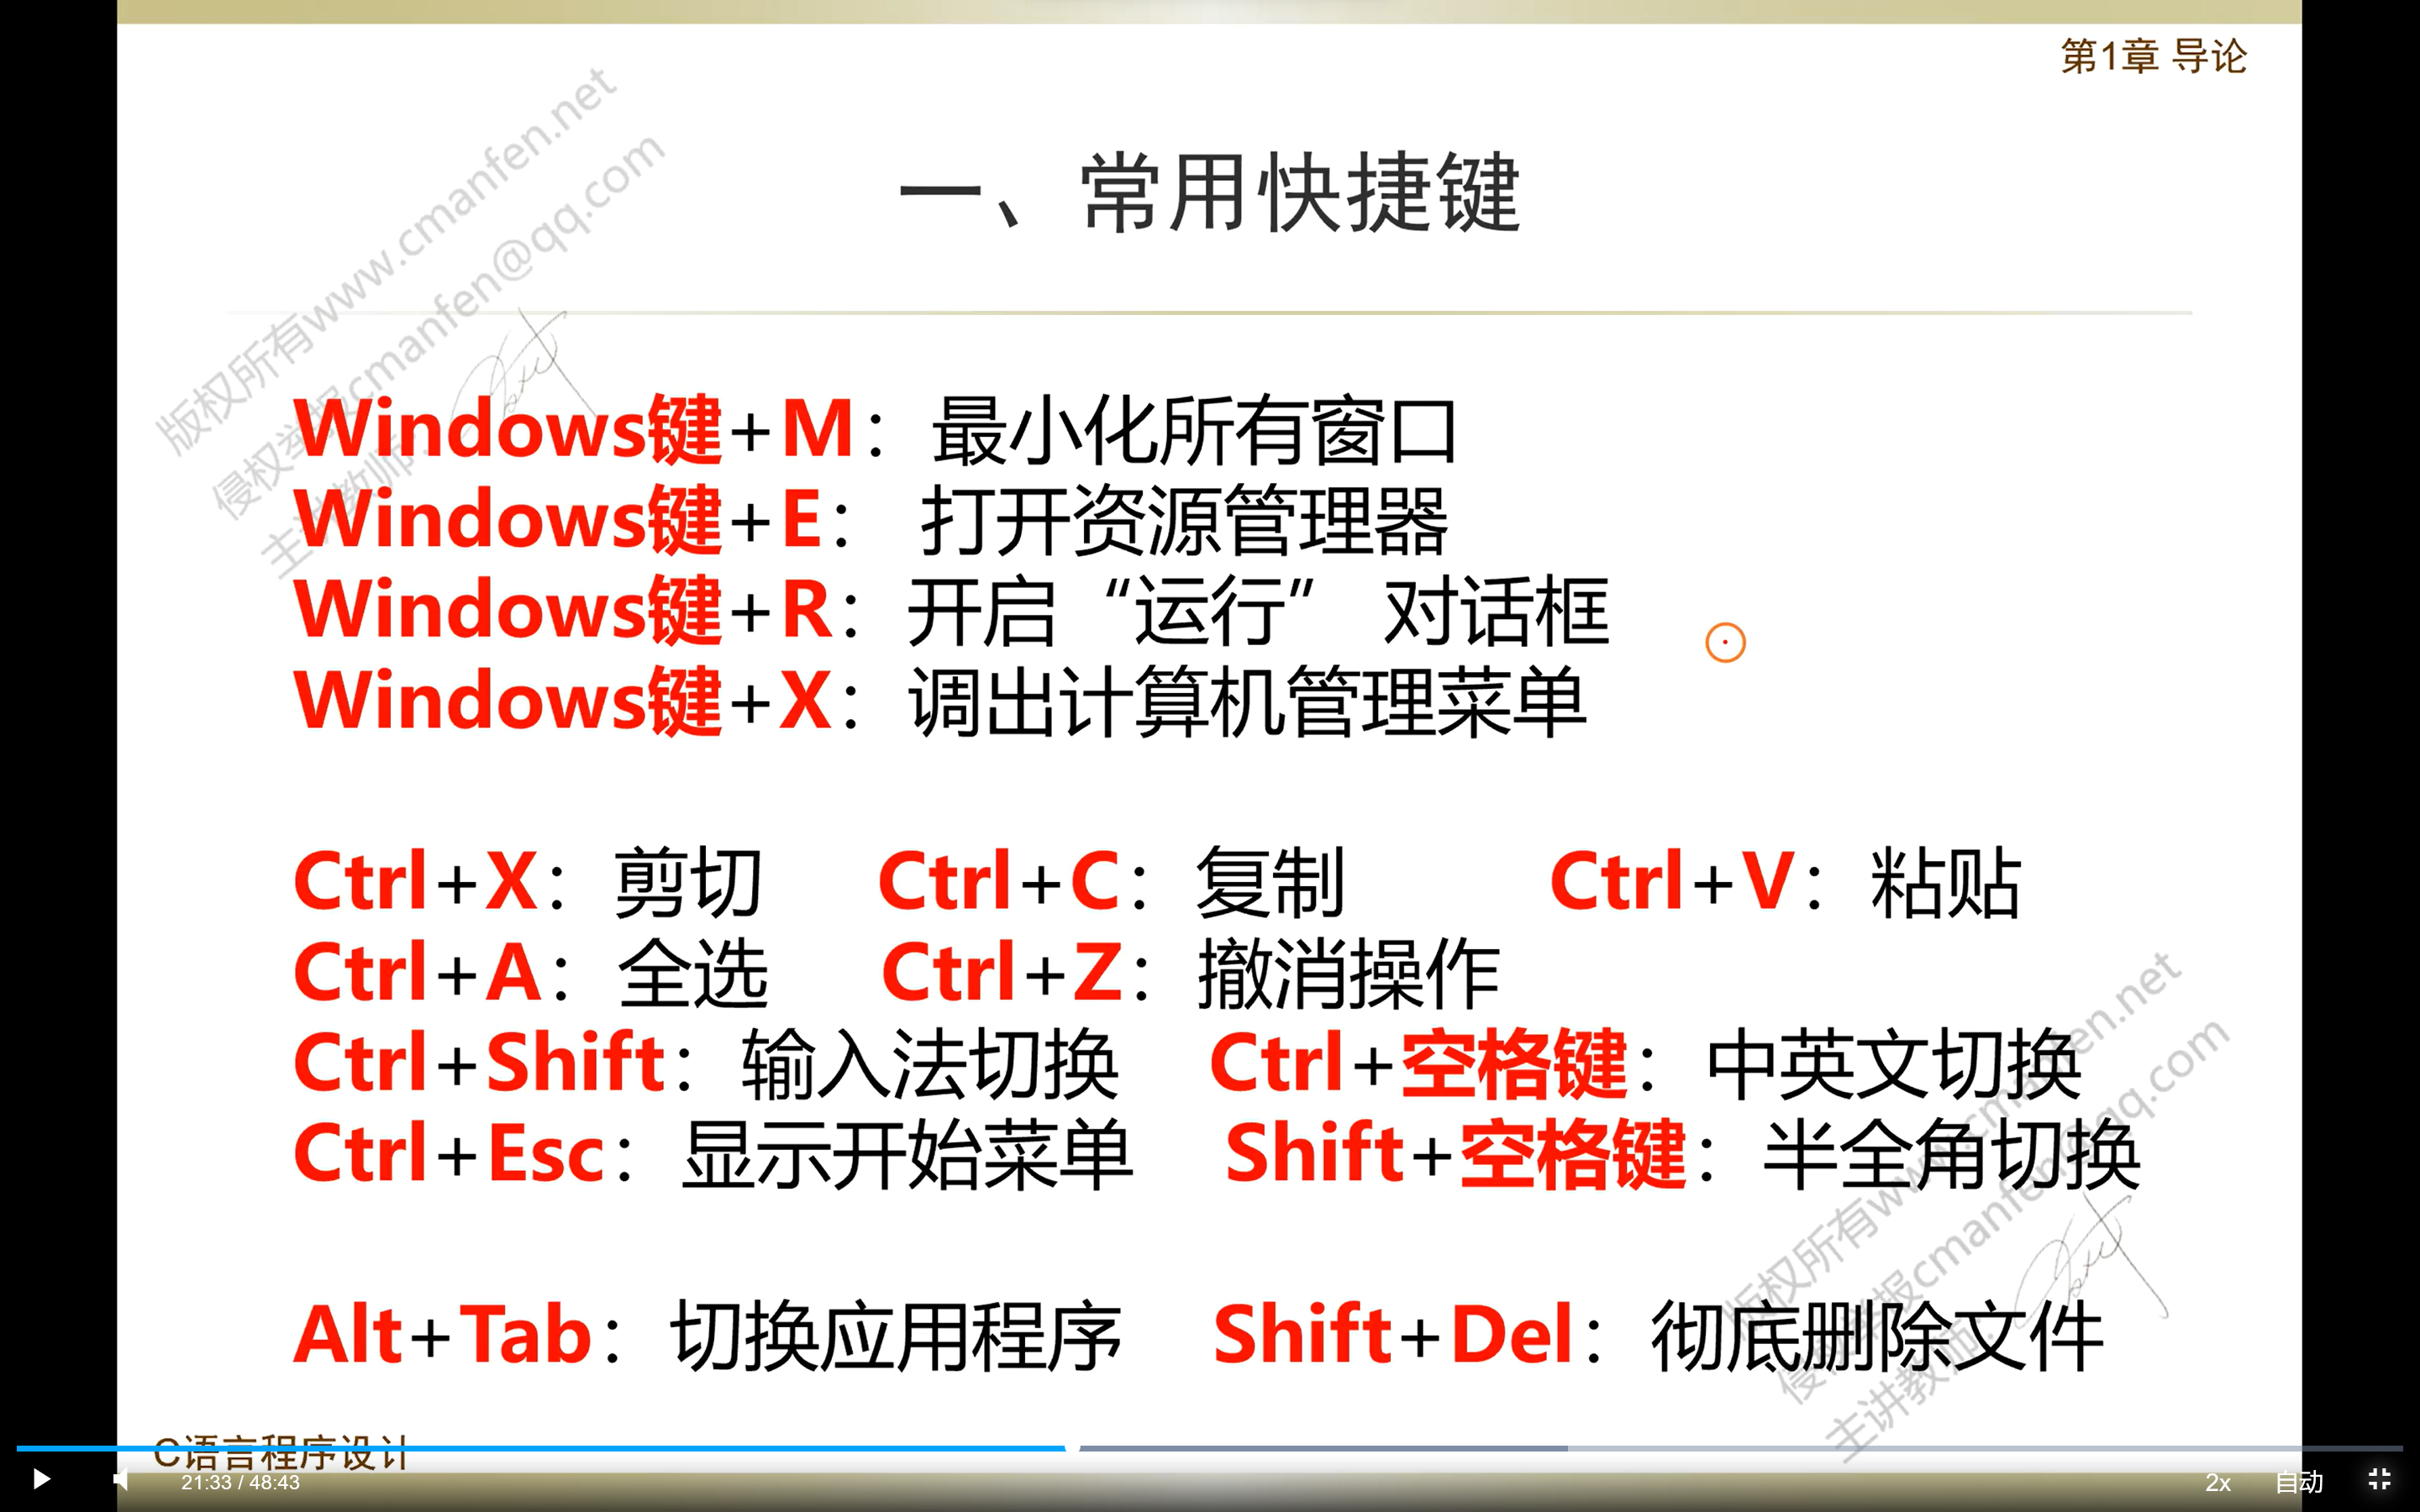 第1章 导论
一、常用快捷键
版权所有www.cmanfen.net
侵权举报cmanfen@qq.com
主讲教师：
Windows键+M：最小化所有窗口
Windows键+E： 打开资源管理器
Windows键+R：开启“运行” 对话框
Windows键+X：调出计算机管理菜单
Ctrl+X：剪切 Ctrl+C：复制 Ctrl+V：粘贴
Ctrl+A：全选 Ctrl+Z：撤消操作
Ctrl+Shift：输入法切换 Ctrl+空格键：中英文切换
Ctrl+Esc：显示开始菜单 Shift+空格键：半全角切换
Alt+Tab：切换应用程序 Shift+Del：彻底删除文件
版权所有www.cmanfen.net
侵权举报cmanfen@qq.com
主讲教师：
C语言程序设计
21:33 / 48:43
2x
自动